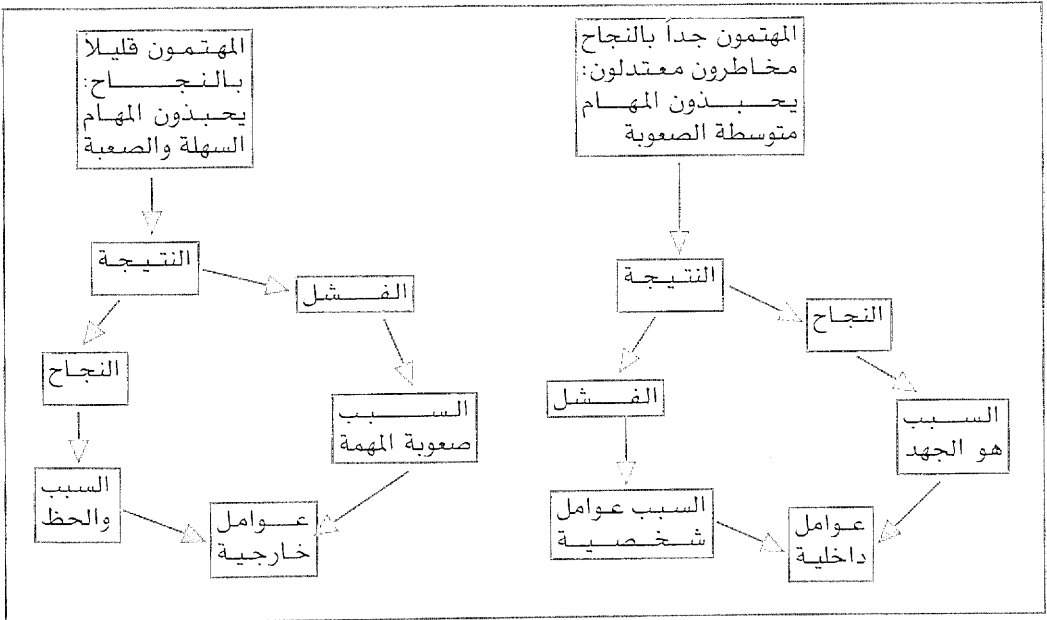 المهتمون جداً بالنجاح
مخاطرون معتدلون:
يحبذون المهام
متوسطة الصعوبة
النتيجة
النجاح
الفشل
السبب
هو الجهد
السبب عوامل
شخصية
عوامل
داخلية
المهتمون قليلاً
بالنجاح:
يحبذون المهام
السهلة والصعبة
النتيجة
الفشل
النجاح
السبب
صعوبة المهمة
السبب
والحظ
عوامل
خارجية